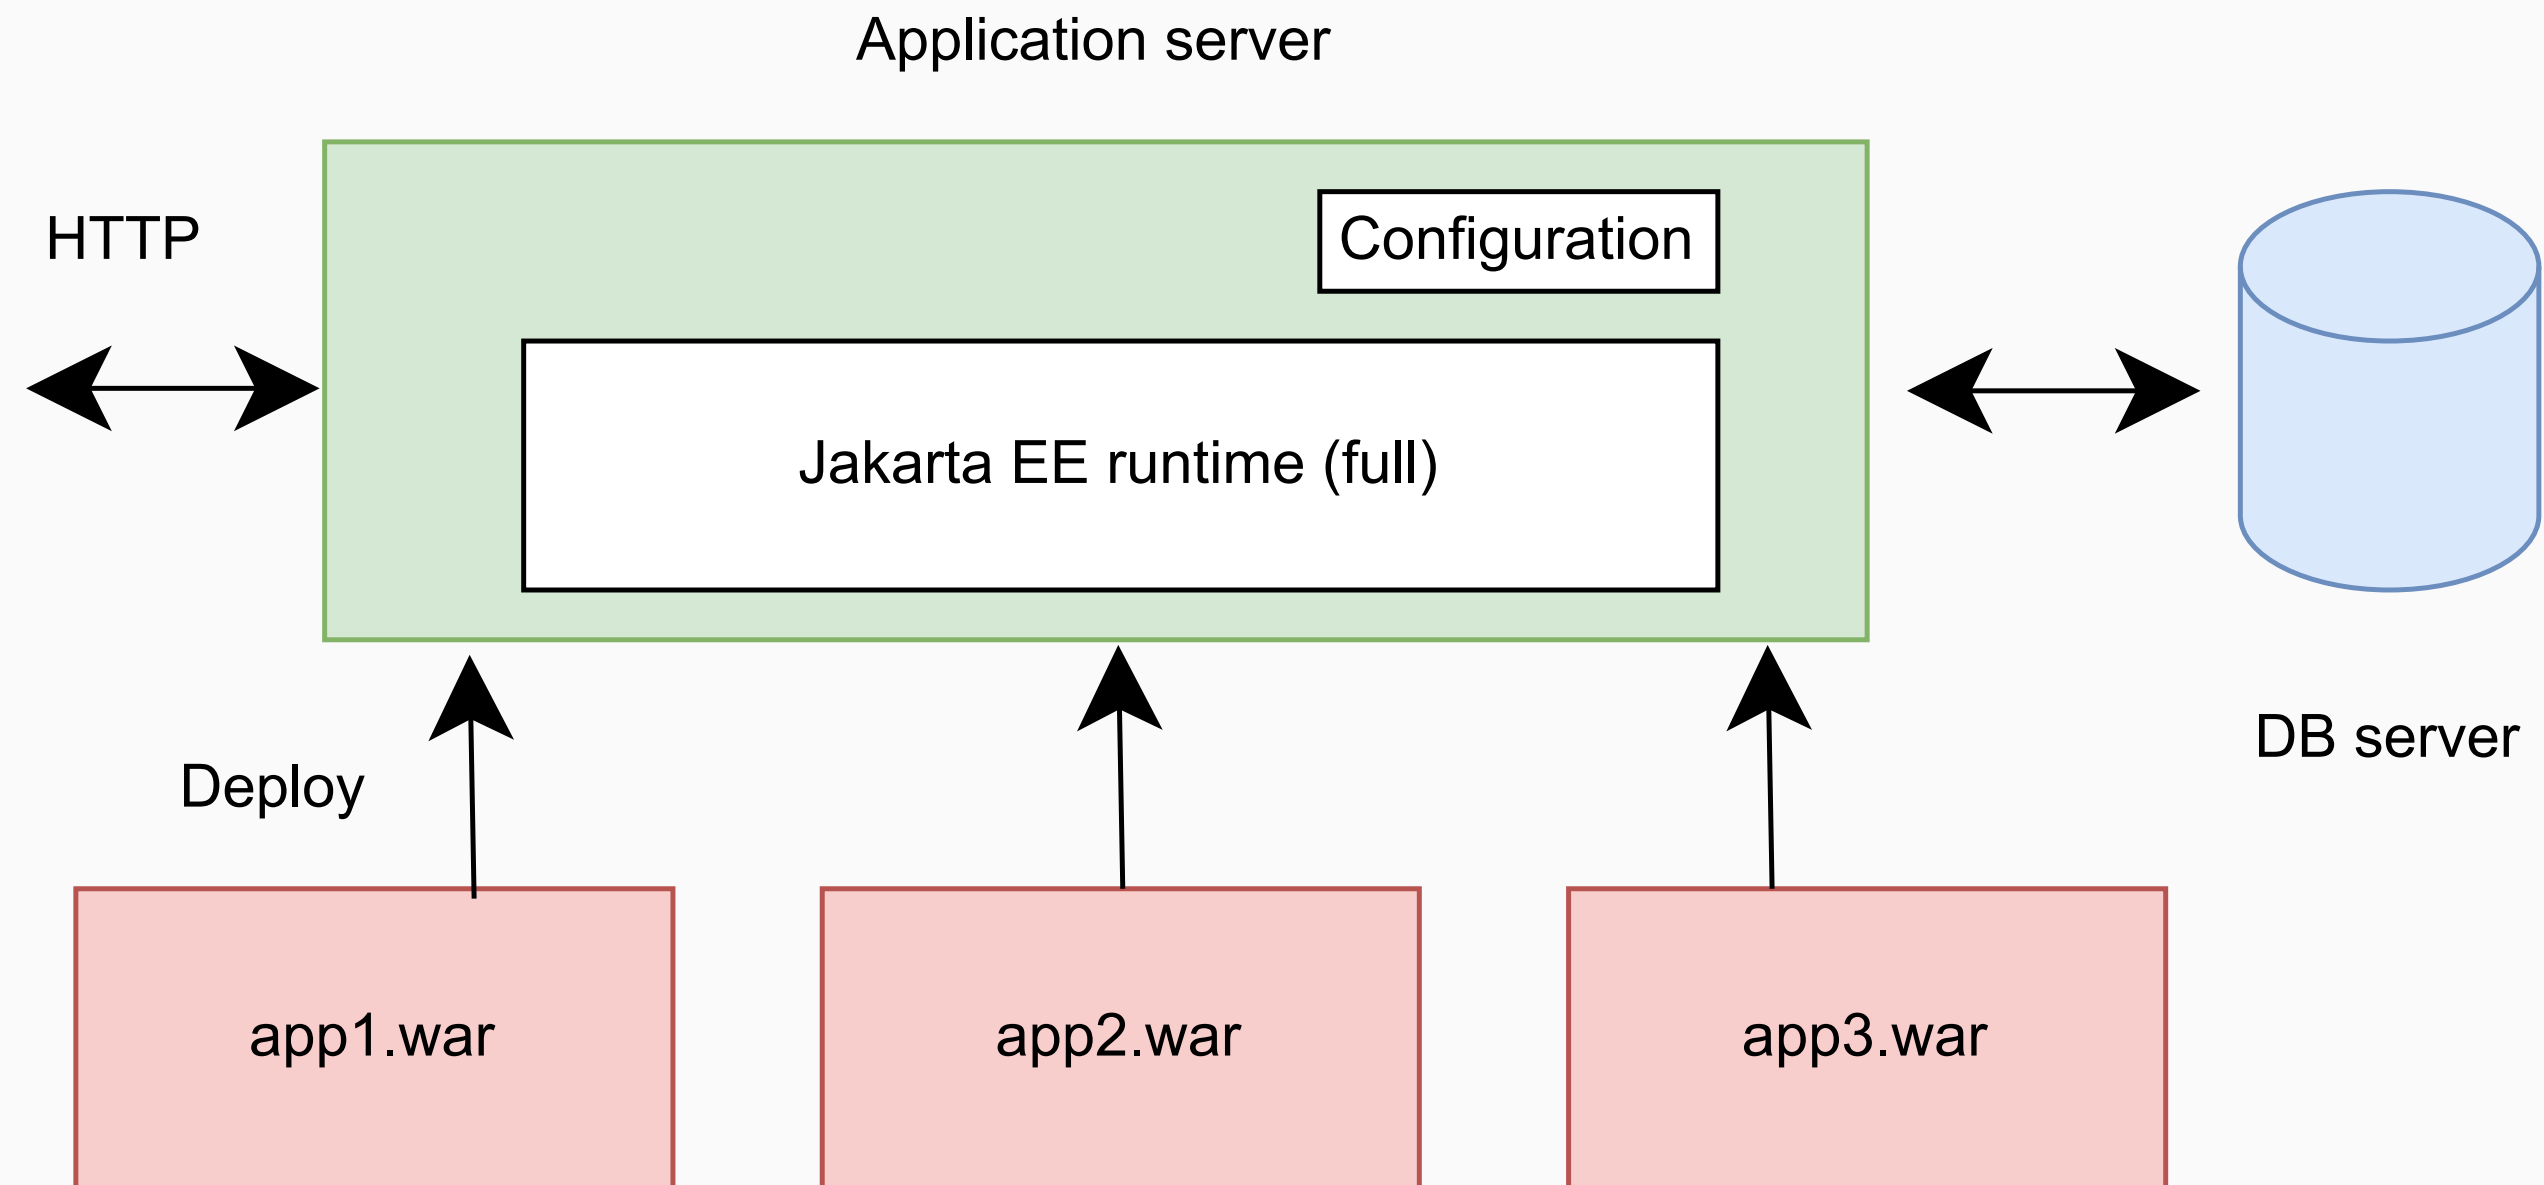 Application server
HTTP
Configuration
Jakarta EE runtime (full)
DB server
Deploy
app1.war
app2.war
app3.war